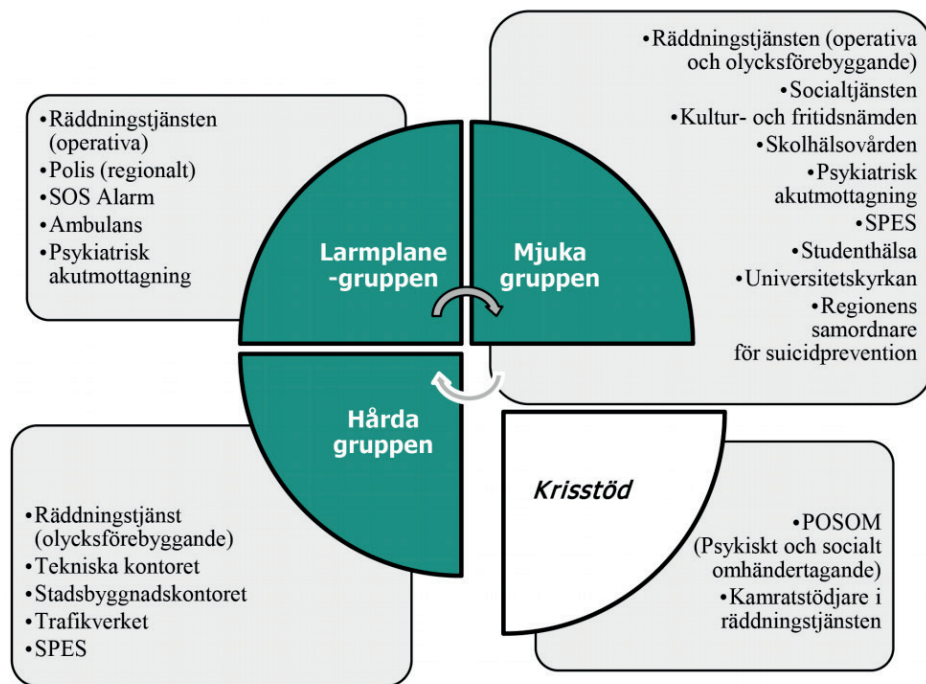 •Räddningstjänsten
(operativa)
•Polis (regionalt)
•SOS Alarm
•Ambulans
•Psykiatrisk
akutmottagning
Larmplane
-gruppen
Mjuka
gruppen
•Räddningstjänsten (operativa
och olycksförebyggande)
•Socialtjänsten
•Kultur- och fritidsnämden
•Skolhälsovården
•Psykiatrisk
akutmottagning
•SPES
•Studenthälsa
•Universitetskyrkan
•Regionens
samordnare
för suicidprevention
Hårda
gruppen
•Räddningstjänst
(olycksförebyggande)
•Tekniska kontoret
•Stadsbyggnadskontoret
•Trafikverket
•SPES
Krisstöd
•POSOM
(Psykiskt och socialt
omhändertagande)
•Kamratstödjare i
räddningstjänsten